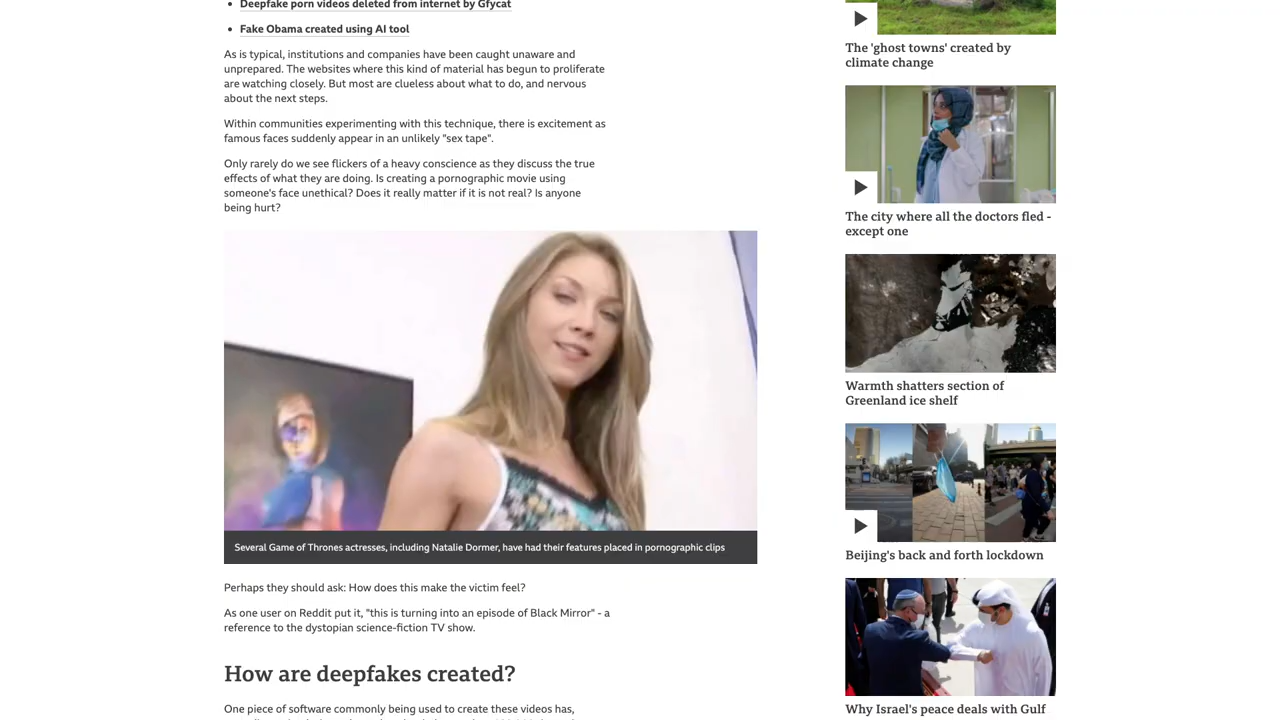 Deepfake porn videos deleted from internet by Gfycat
Fake Obama created using AI tool
As is typical, institutions and companies have been caught unaware and
unprepared. The websites where this kind of material has begun to proliferate
are watching closely. But most are clueless about what to do, and nervous
about the next steps.
Within communities experimenting with this technique, there is excitement as
famous faces suddenly appear in an unlikely "sex tape".
Only rarely do we see flickers of a heavy conscience as they discuss the true
effects of what they are doing. Is creating a pornographic movie using
someone's face unethical? Does it really matter if it is not real? Is anyone
being hurt?
Several Game of Thrones actresses, including Natalie Dormer, have had their features placed in pornographic clips
Perhaps they should ask: How does this make the victim feel?
As one user on Reddit put it, "this is turning into an episode of Black Mirror" - a
reference to the dystopian science-fiction TV show.
How are deepfakes created?
One piece of software commonly being used to create these videos has,
The 'ghost towns' created by
climate change
The city where all the doctors fled -
except one
Warmth shatters section of
Greenland ice shelf
Beijing's back and forth lockdown
Why Israel's peace deals with Gulf